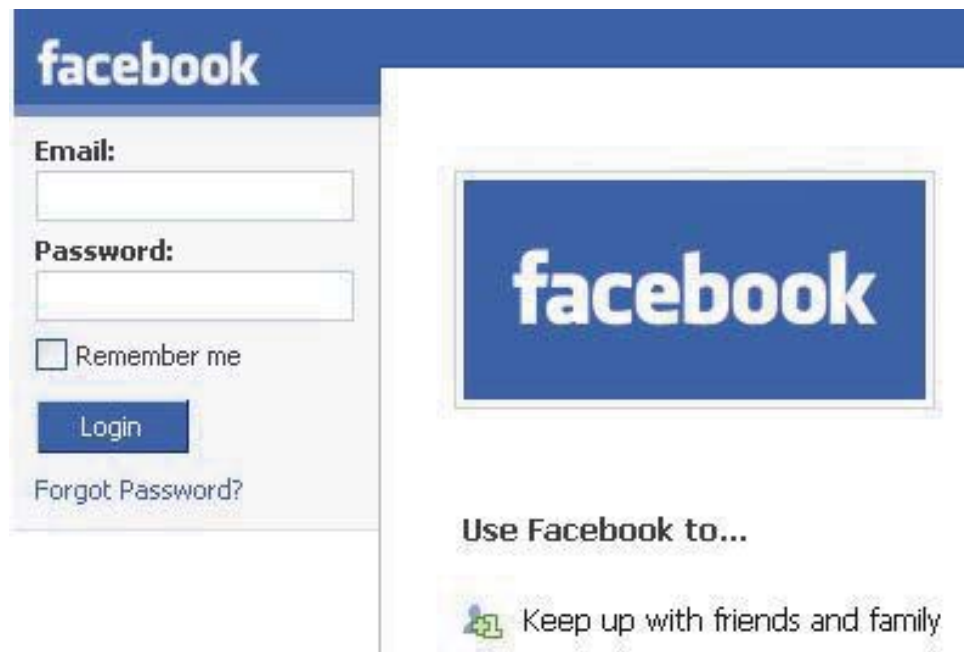 facebook
Email:
Password:
Remember me
Login
Forgot Password?
facebook
Use Facebook to...
Keep up with friends and family